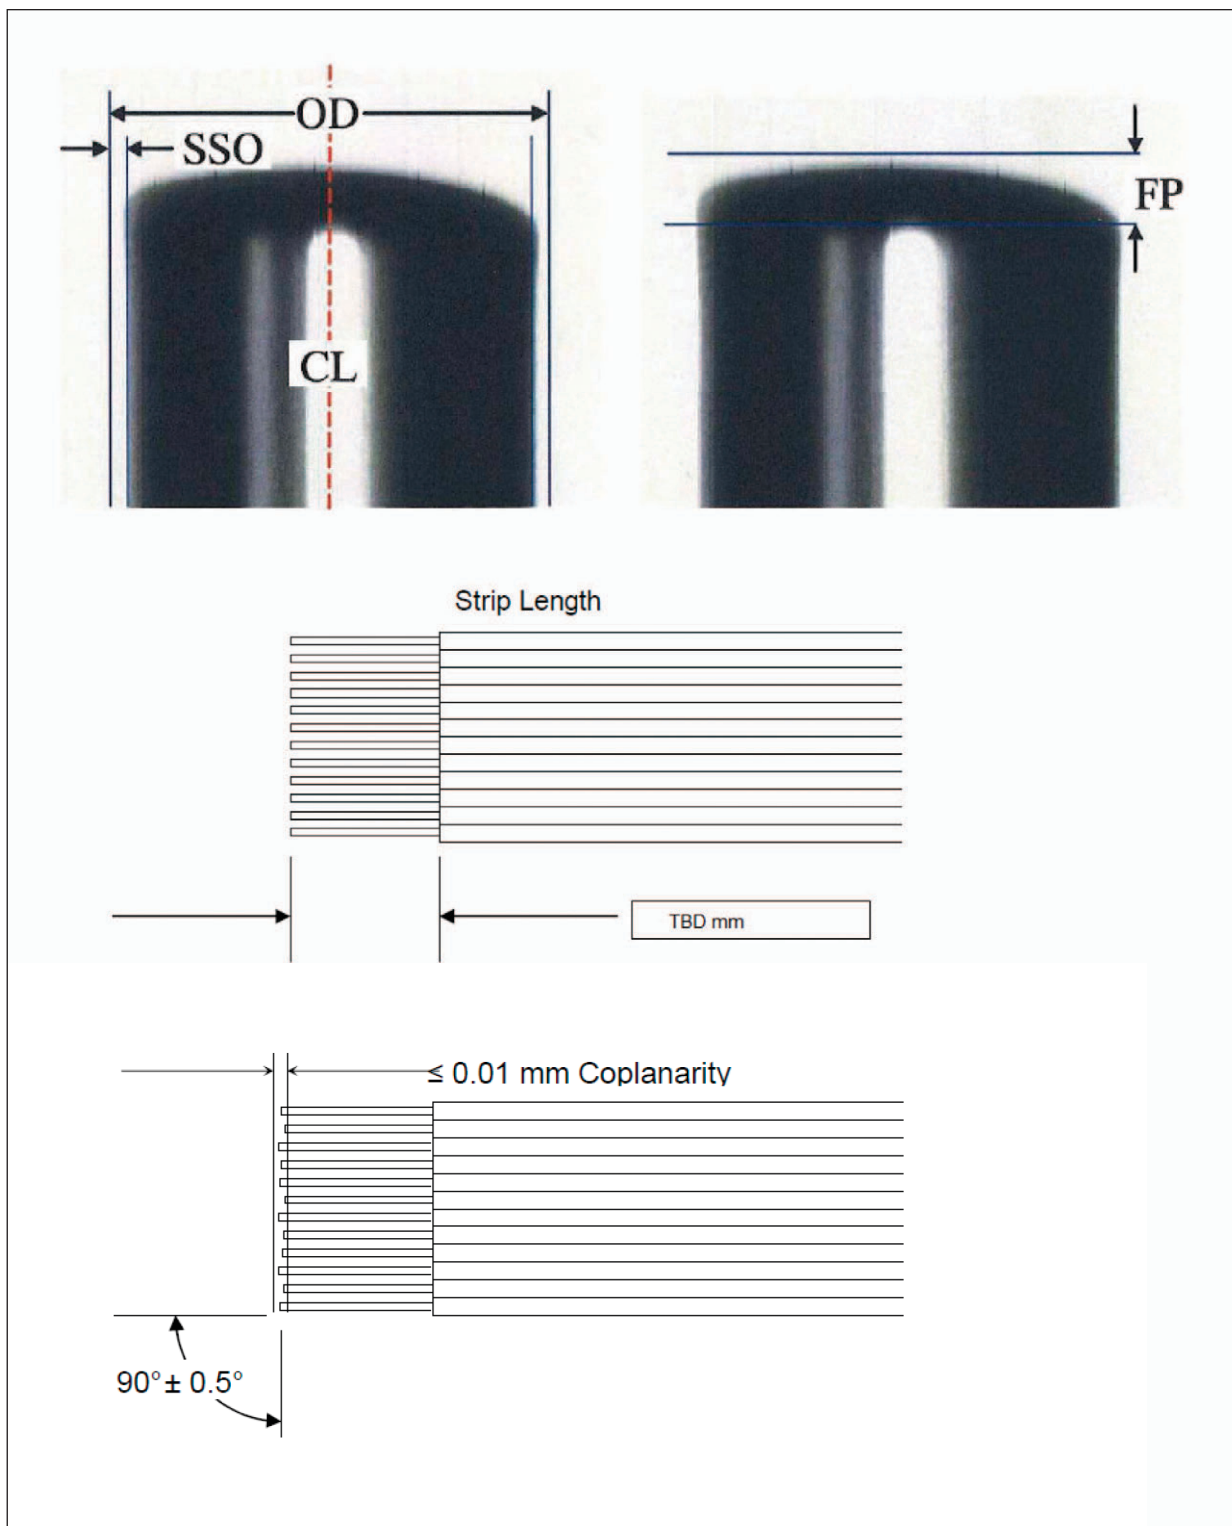 OD
SSO
FP
CL
Strip Length
TBD mm
≤ 0.01 mm Coplanarity
90°± 0.5°